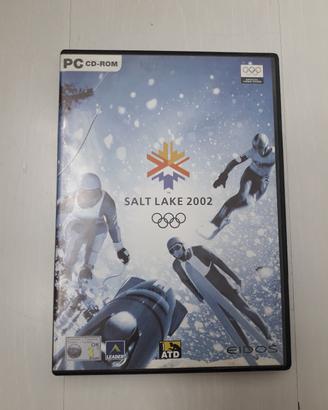 PC CD-ROM
SALT LAKE 2002
LEADER
ATD
EIDOS